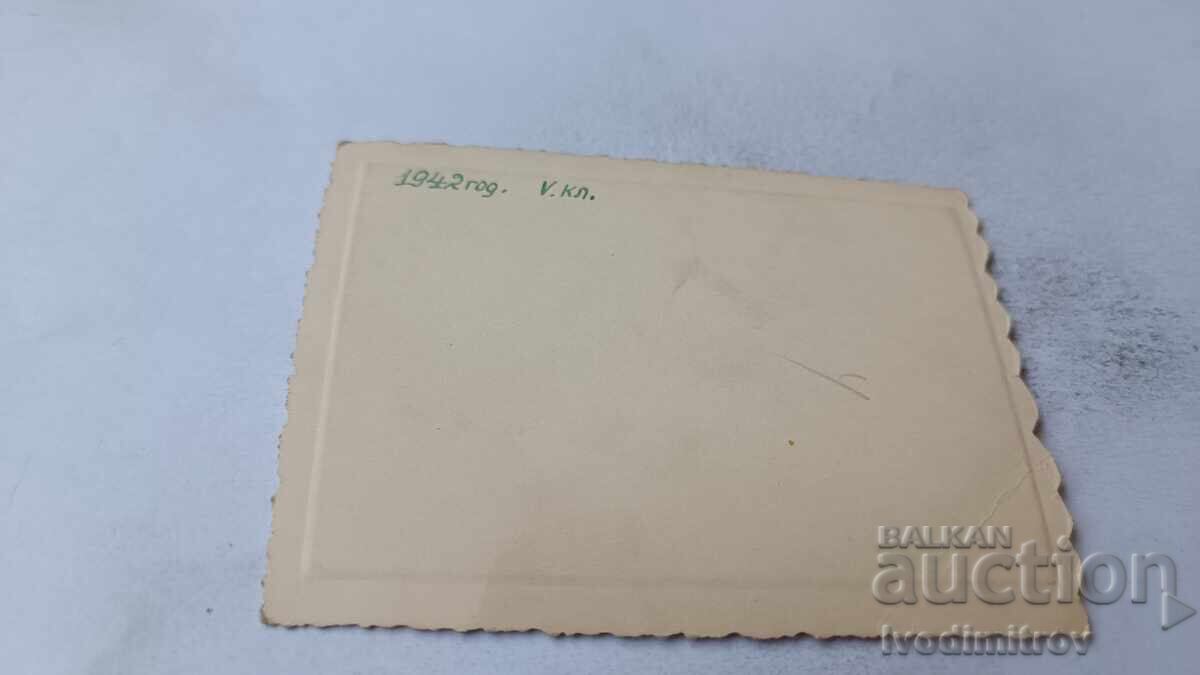 1942 год. V. кл.
BALKAN
auction
Ivodimitrov